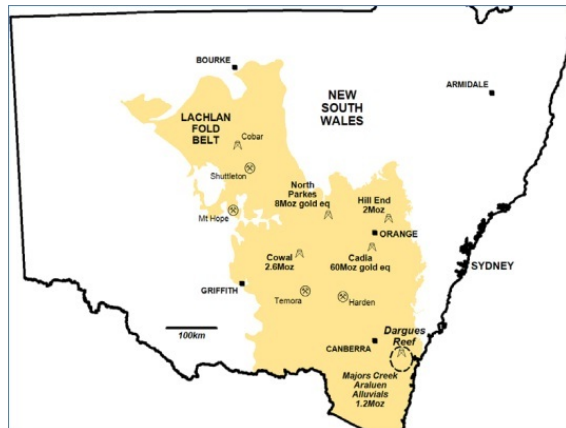 BOURKE
ARMIDALE
NEW
SOUTH
WALES
LACHLAN
FOLD
BELT
Cobar
Shuttleton
North
Parkes
8Moz gold eq
Hill End
2Moz
Mt Hope
ORANGE
Cowal
2.6Moz
Cadia
60Moz gold eq
SYDNEY
GRIFFITH
Temora
Harden
100km
Dargues
Reef
CANBERRA
Majors Creek
Araluen
Alluvials
1.2Moz